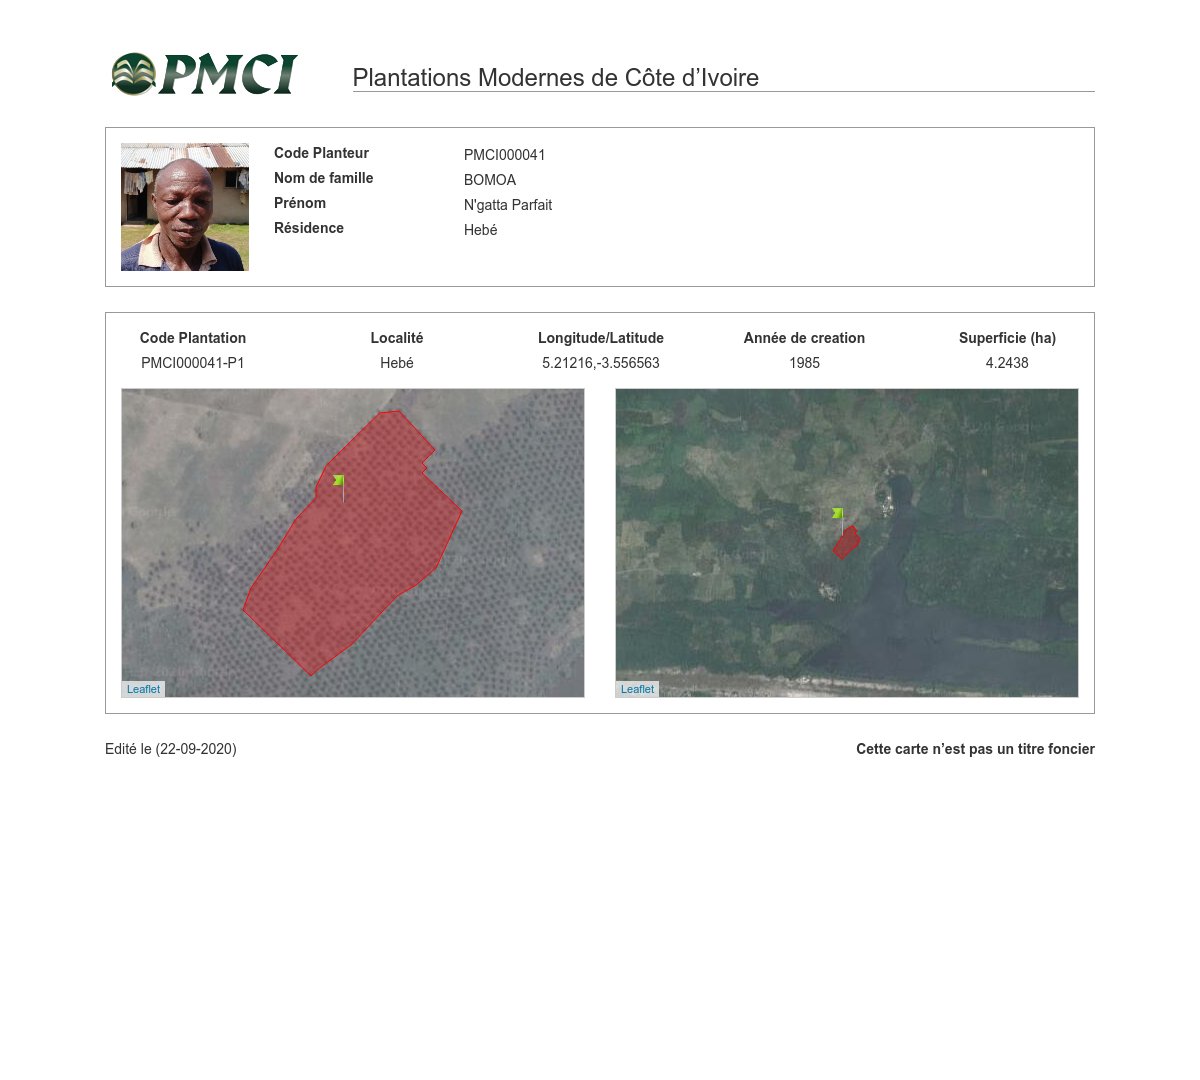 PMCI
Plantations Modernes de Côte d’Ivoire
Code Planteur PMCI000041
Nom de famille BOMOA
Prénom N'gatta Parfait
Résidence Hebé
Code Plantation Localité Longitude/Latitude Année de creation Superficie (ha)
PMCI000041-P1 Hebé 5.21216,-3.556563 1985 4.2438
Leaflet Leaflet
Edité le (22-09-2020) Cette carte n’est pas un titre foncier